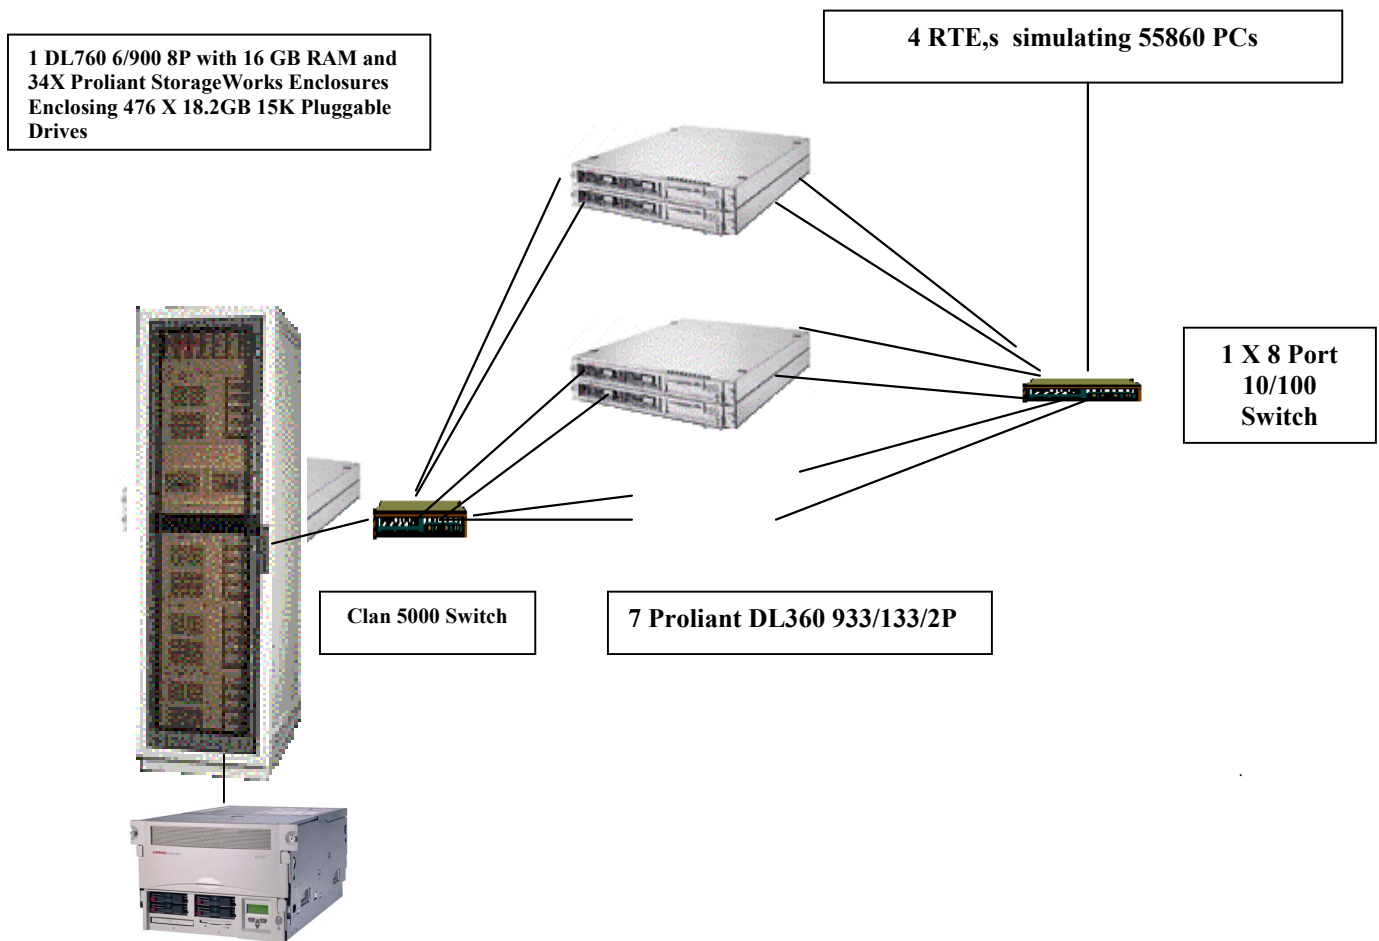 1 DL760 6/900 8P with 16 GB RAM and
34X Proliant StorageWorks Enclosures
Enclosing 476 X 18.2GB 15K Pluggable
Drives
4 RTE,s  simulating 55860 PCs
1 X 8 Port
10/100
Switch
Clan 5000 Switch
7 Proliant DL360 933/133/2P